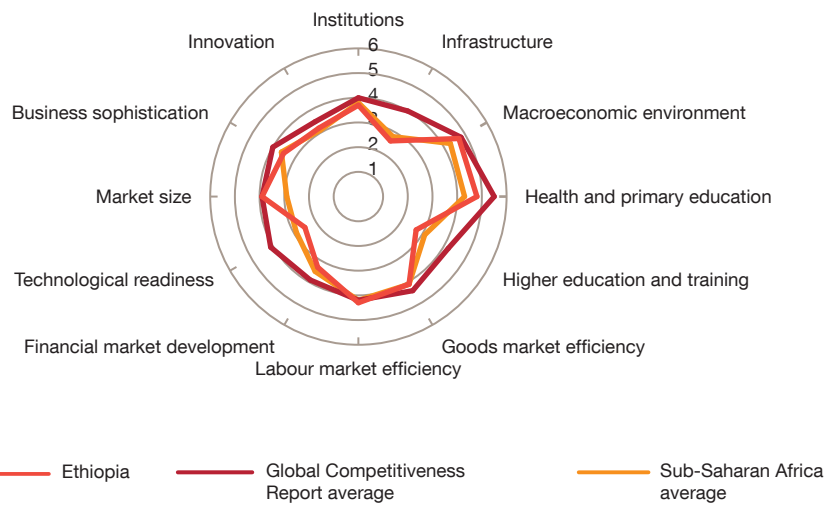 Institutions
Innovation
Infrastructure
6
5
4
3
2
1
Business sophistication
Macroeconomic environment
Market size
Health and primary education
Technological readiness
Higher education and training
Financial market development
Goods market efficiency
Labour market efficiency
Ethiopia
Global Competitiveness
Report average
Sub-Saharan Africa
average